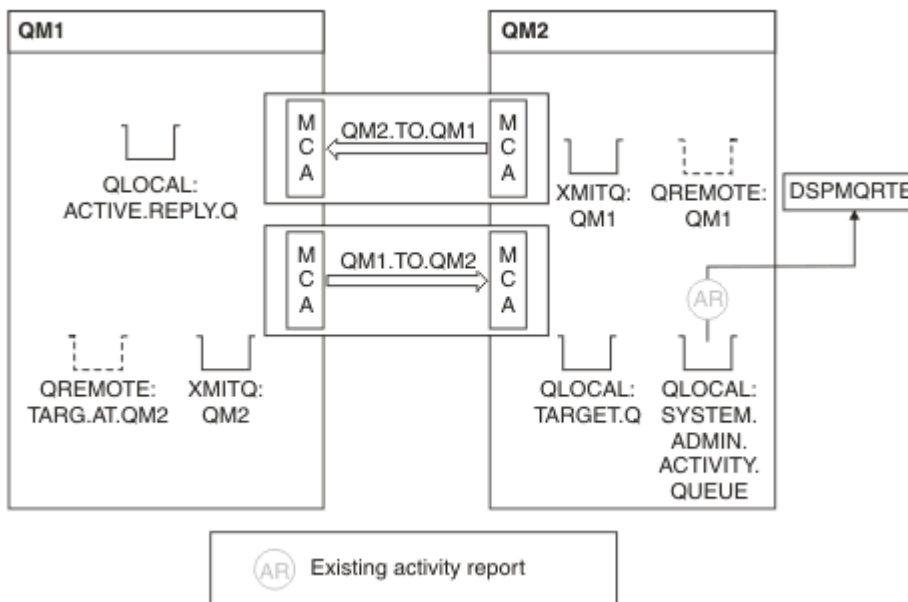 QM1
QM2
M
C
A
QM2.TO.QM1
M
C
A
QLOCAL:
ACTIVE.REPLY.Q
XMITQ:
QM1
QREMOTE:
QM1
DSPMQRTE
M
C
A
QM1.TO.QM2
M
C
A
AR
QREMOTE:
TARG.AT.QM2
XMITQ:
QM2
QLOCAL:
TARGET.Q
QLOCAL:
SYSTEM.
ADMIN.
ACTIVITY.
QUEUE
AR Existing activity report